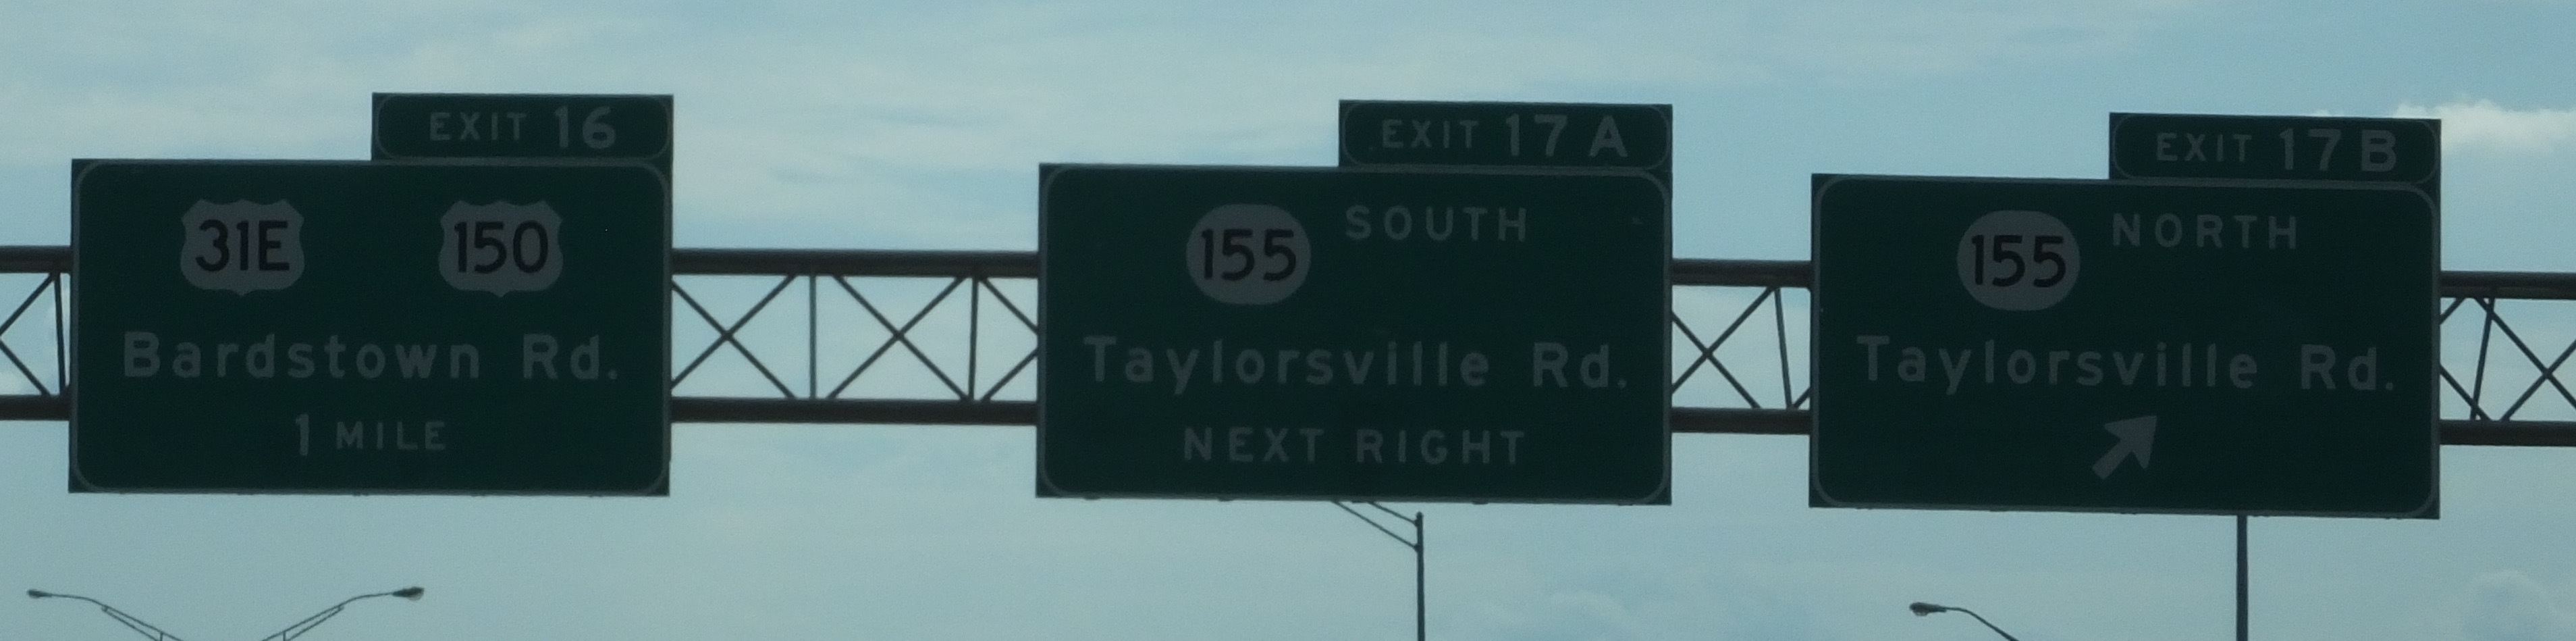 EXIT 16
31E 150
Bardstown Rd.
1 MILE
EXIT 17 A
155 SOUTH
Taylorsville Rd.
NEXT RIGHT
EXIT 17 B
155 NORTH
Taylorsville Rd.